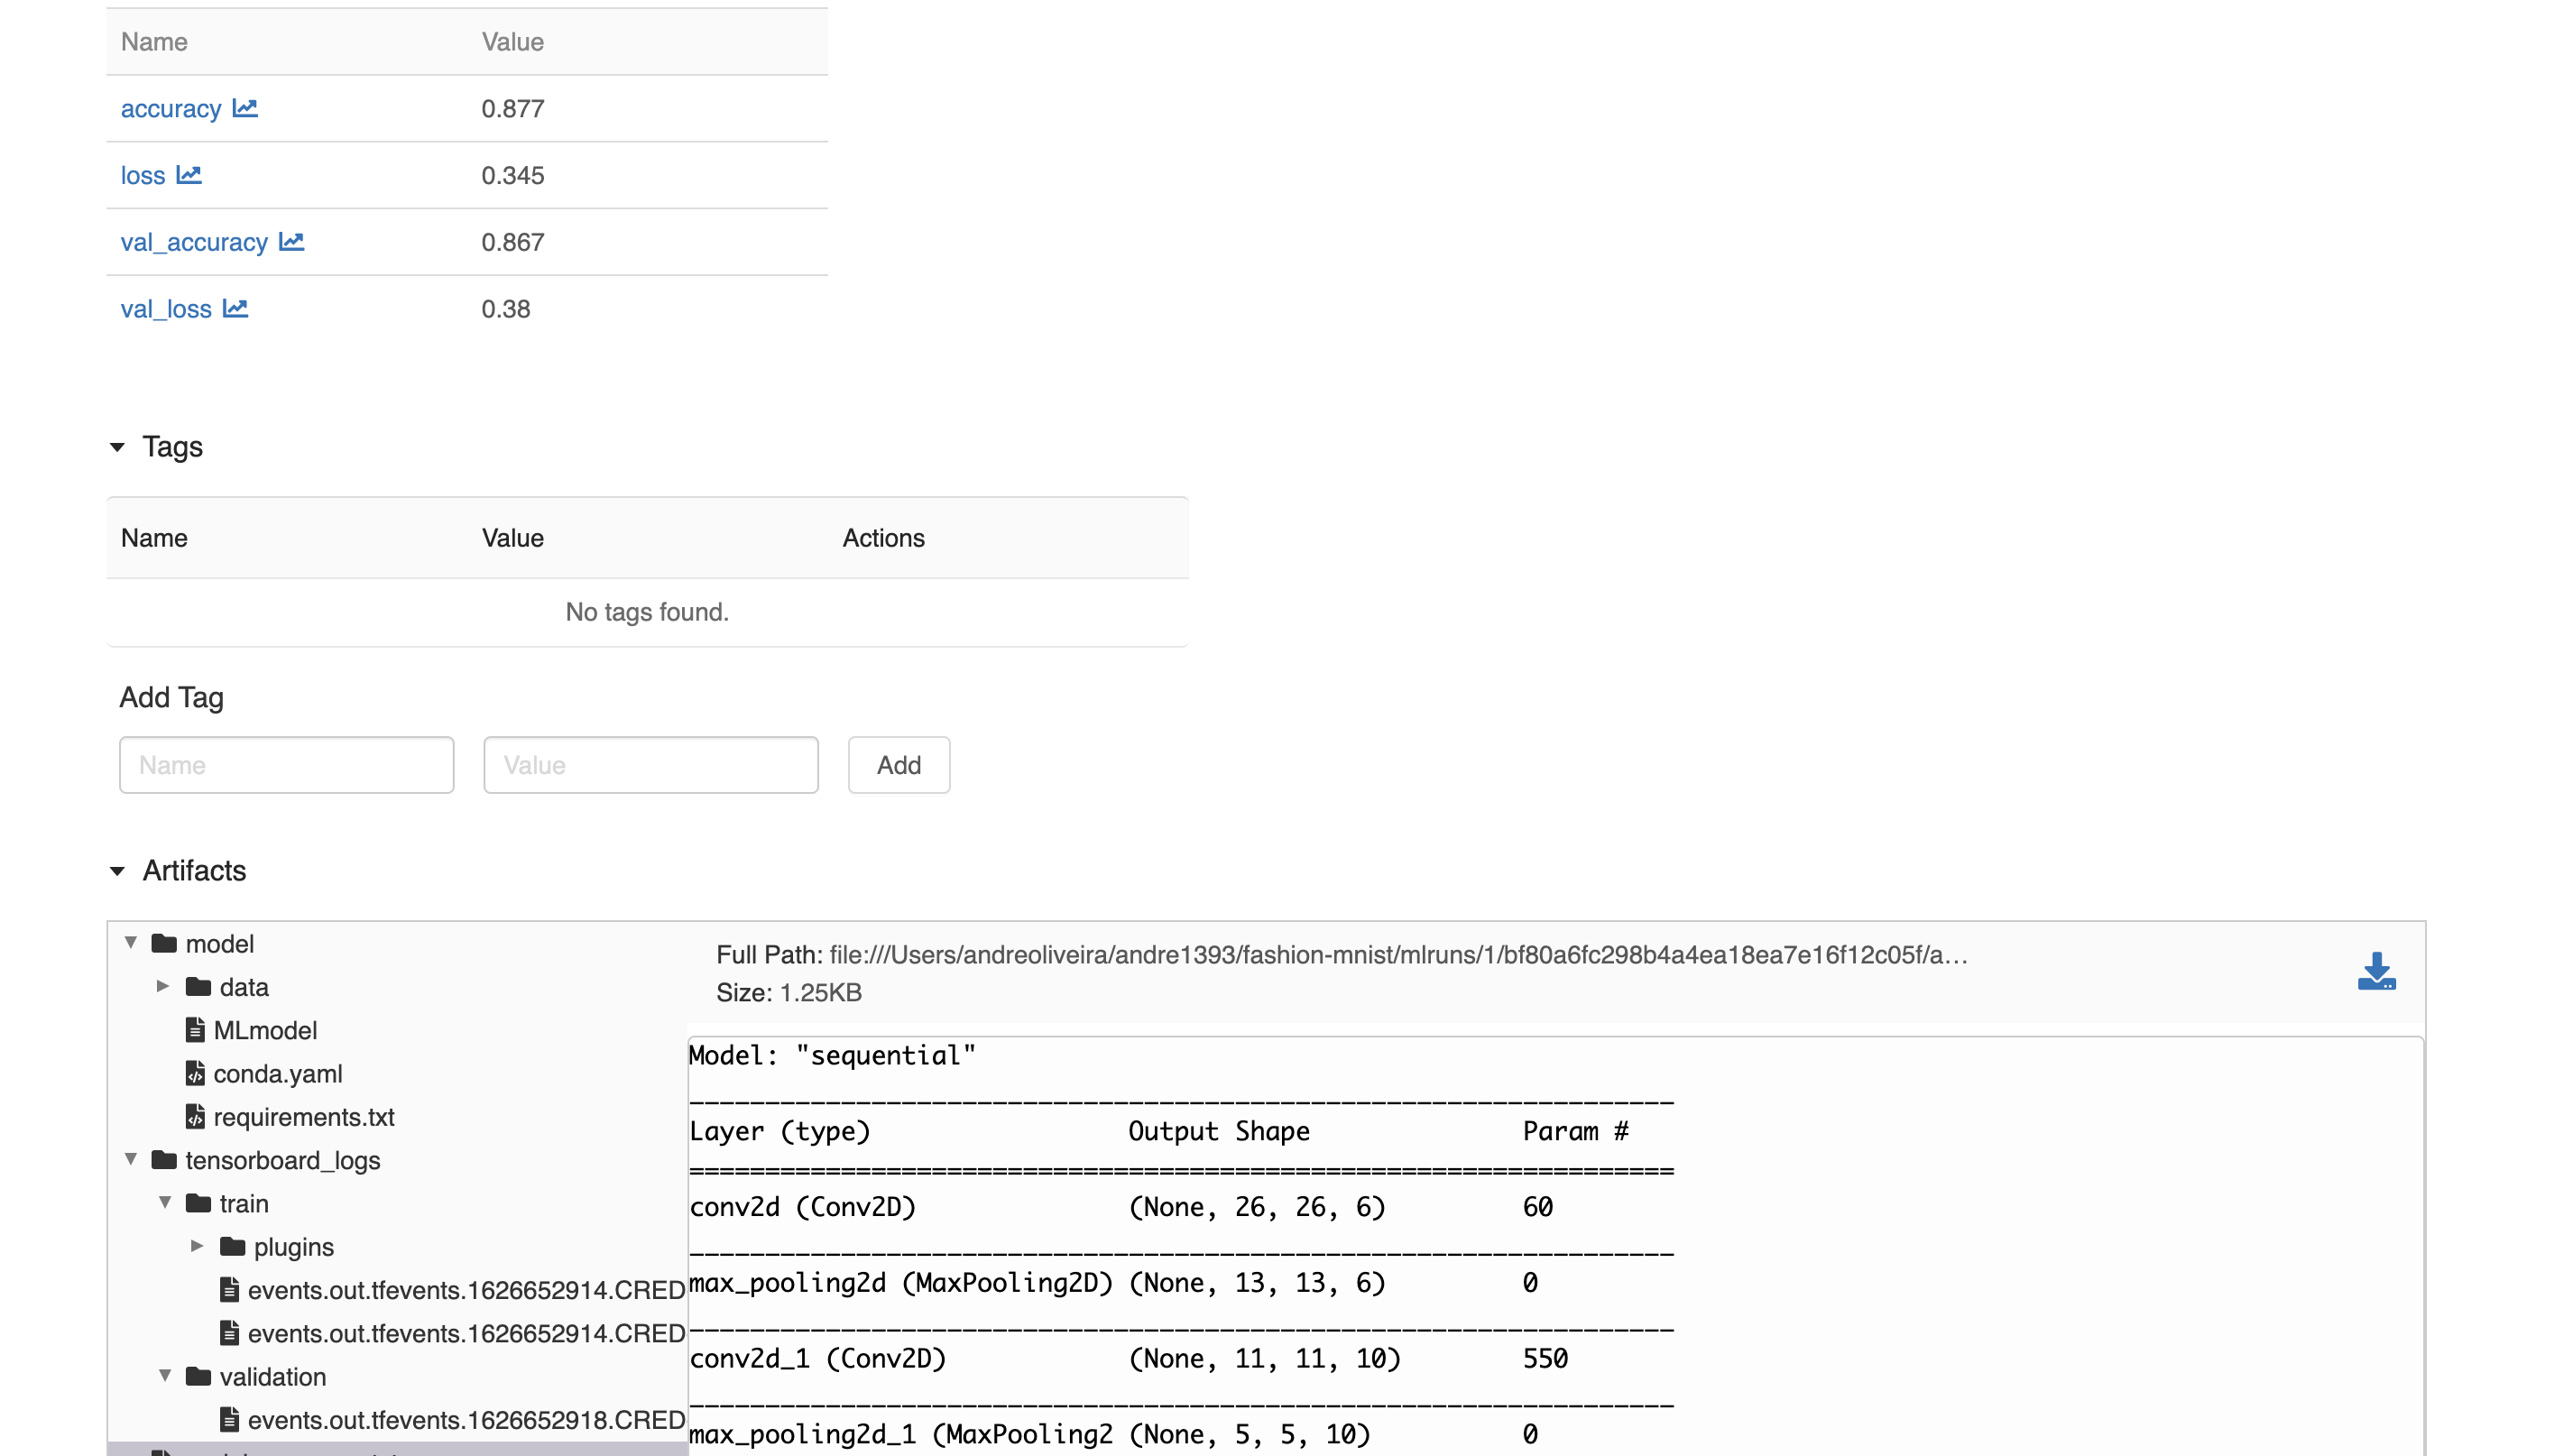 Name Value
accuracy 0.877
loss 0.345
val_accuracy 0.867
val_loss 0.38
Tags
Name Value Actions
No tags found.
Add Tag
Name Value Add
Artifacts
model
data
MLmodel
conda.yaml
requirements.txt
tensorboard_logs
train
plugins
events.out.tfevents.1626652914.CRED
events.out.tfevents.1626652914.CRED
validation
events.out.tfevents.1626652918.CRED
Full Path: file:///Users/andreoliveira/andre1393/fashion-mnist/mlruns/1/bf80a6fc298b4a4ea18ea7e16f12c05f/a…
Size: 1.25KB
Model: "sequential"
_________________________________________________________________
Layer (type) Output Shape Param #
=================================================================
conv2d (Conv2D) (None, 26, 26, 6) 60
_________________________________________________________________
max_pooling2d (MaxPooling2D) (None, 13, 13, 6) 0
_________________________________________________________________
conv2d_1 (Conv2D) (None, 11, 11, 10) 550
_________________________________________________________________
max_pooling2d_1 (MaxPooling2 (None, 5, 5, 10) 0